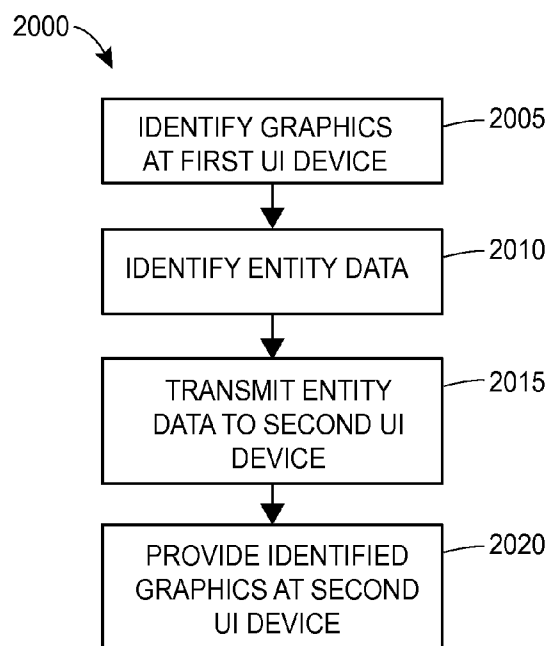 2000
IDENTIFY GRAPHICS
AT FIRST UI DEVICE
2005
IDENTIFY ENTITY DATA
2010
TRANSMIT ENTITY
DATA TO SECOND UI
DEVICE
2015
PROVIDE IDENTIFIED
GRAPHICS AT SECOND
UI DEVICE
2020